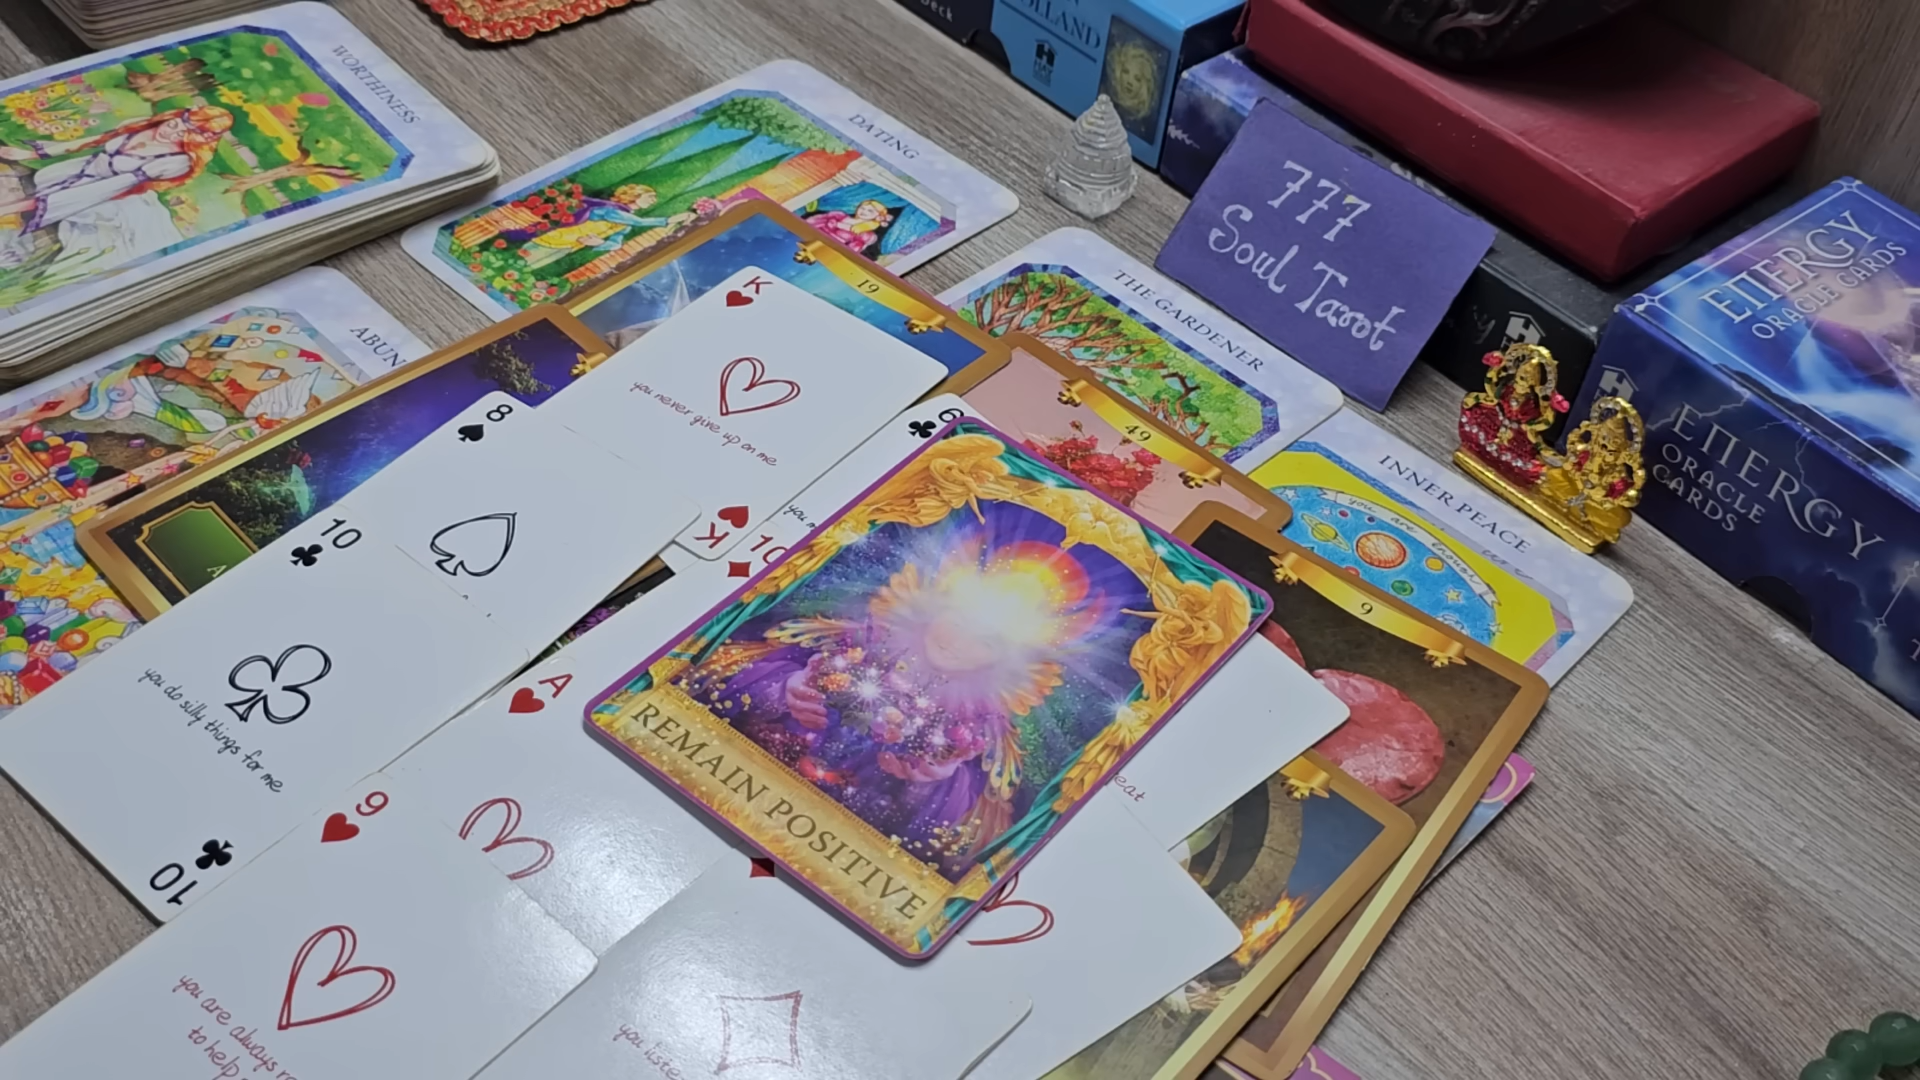 WORTHINESS
DATING
THE GARDENER
INNER PEACE
777
Soul Tarot
ENERGY
ORACLE CARDS
ENERGY
ORACLE
CARDS
19
49
9
K
you never give up on me
K
8
6
10
10
you do silly things for me
10
A
9
you are always
to help
REMAIN POSITIVE